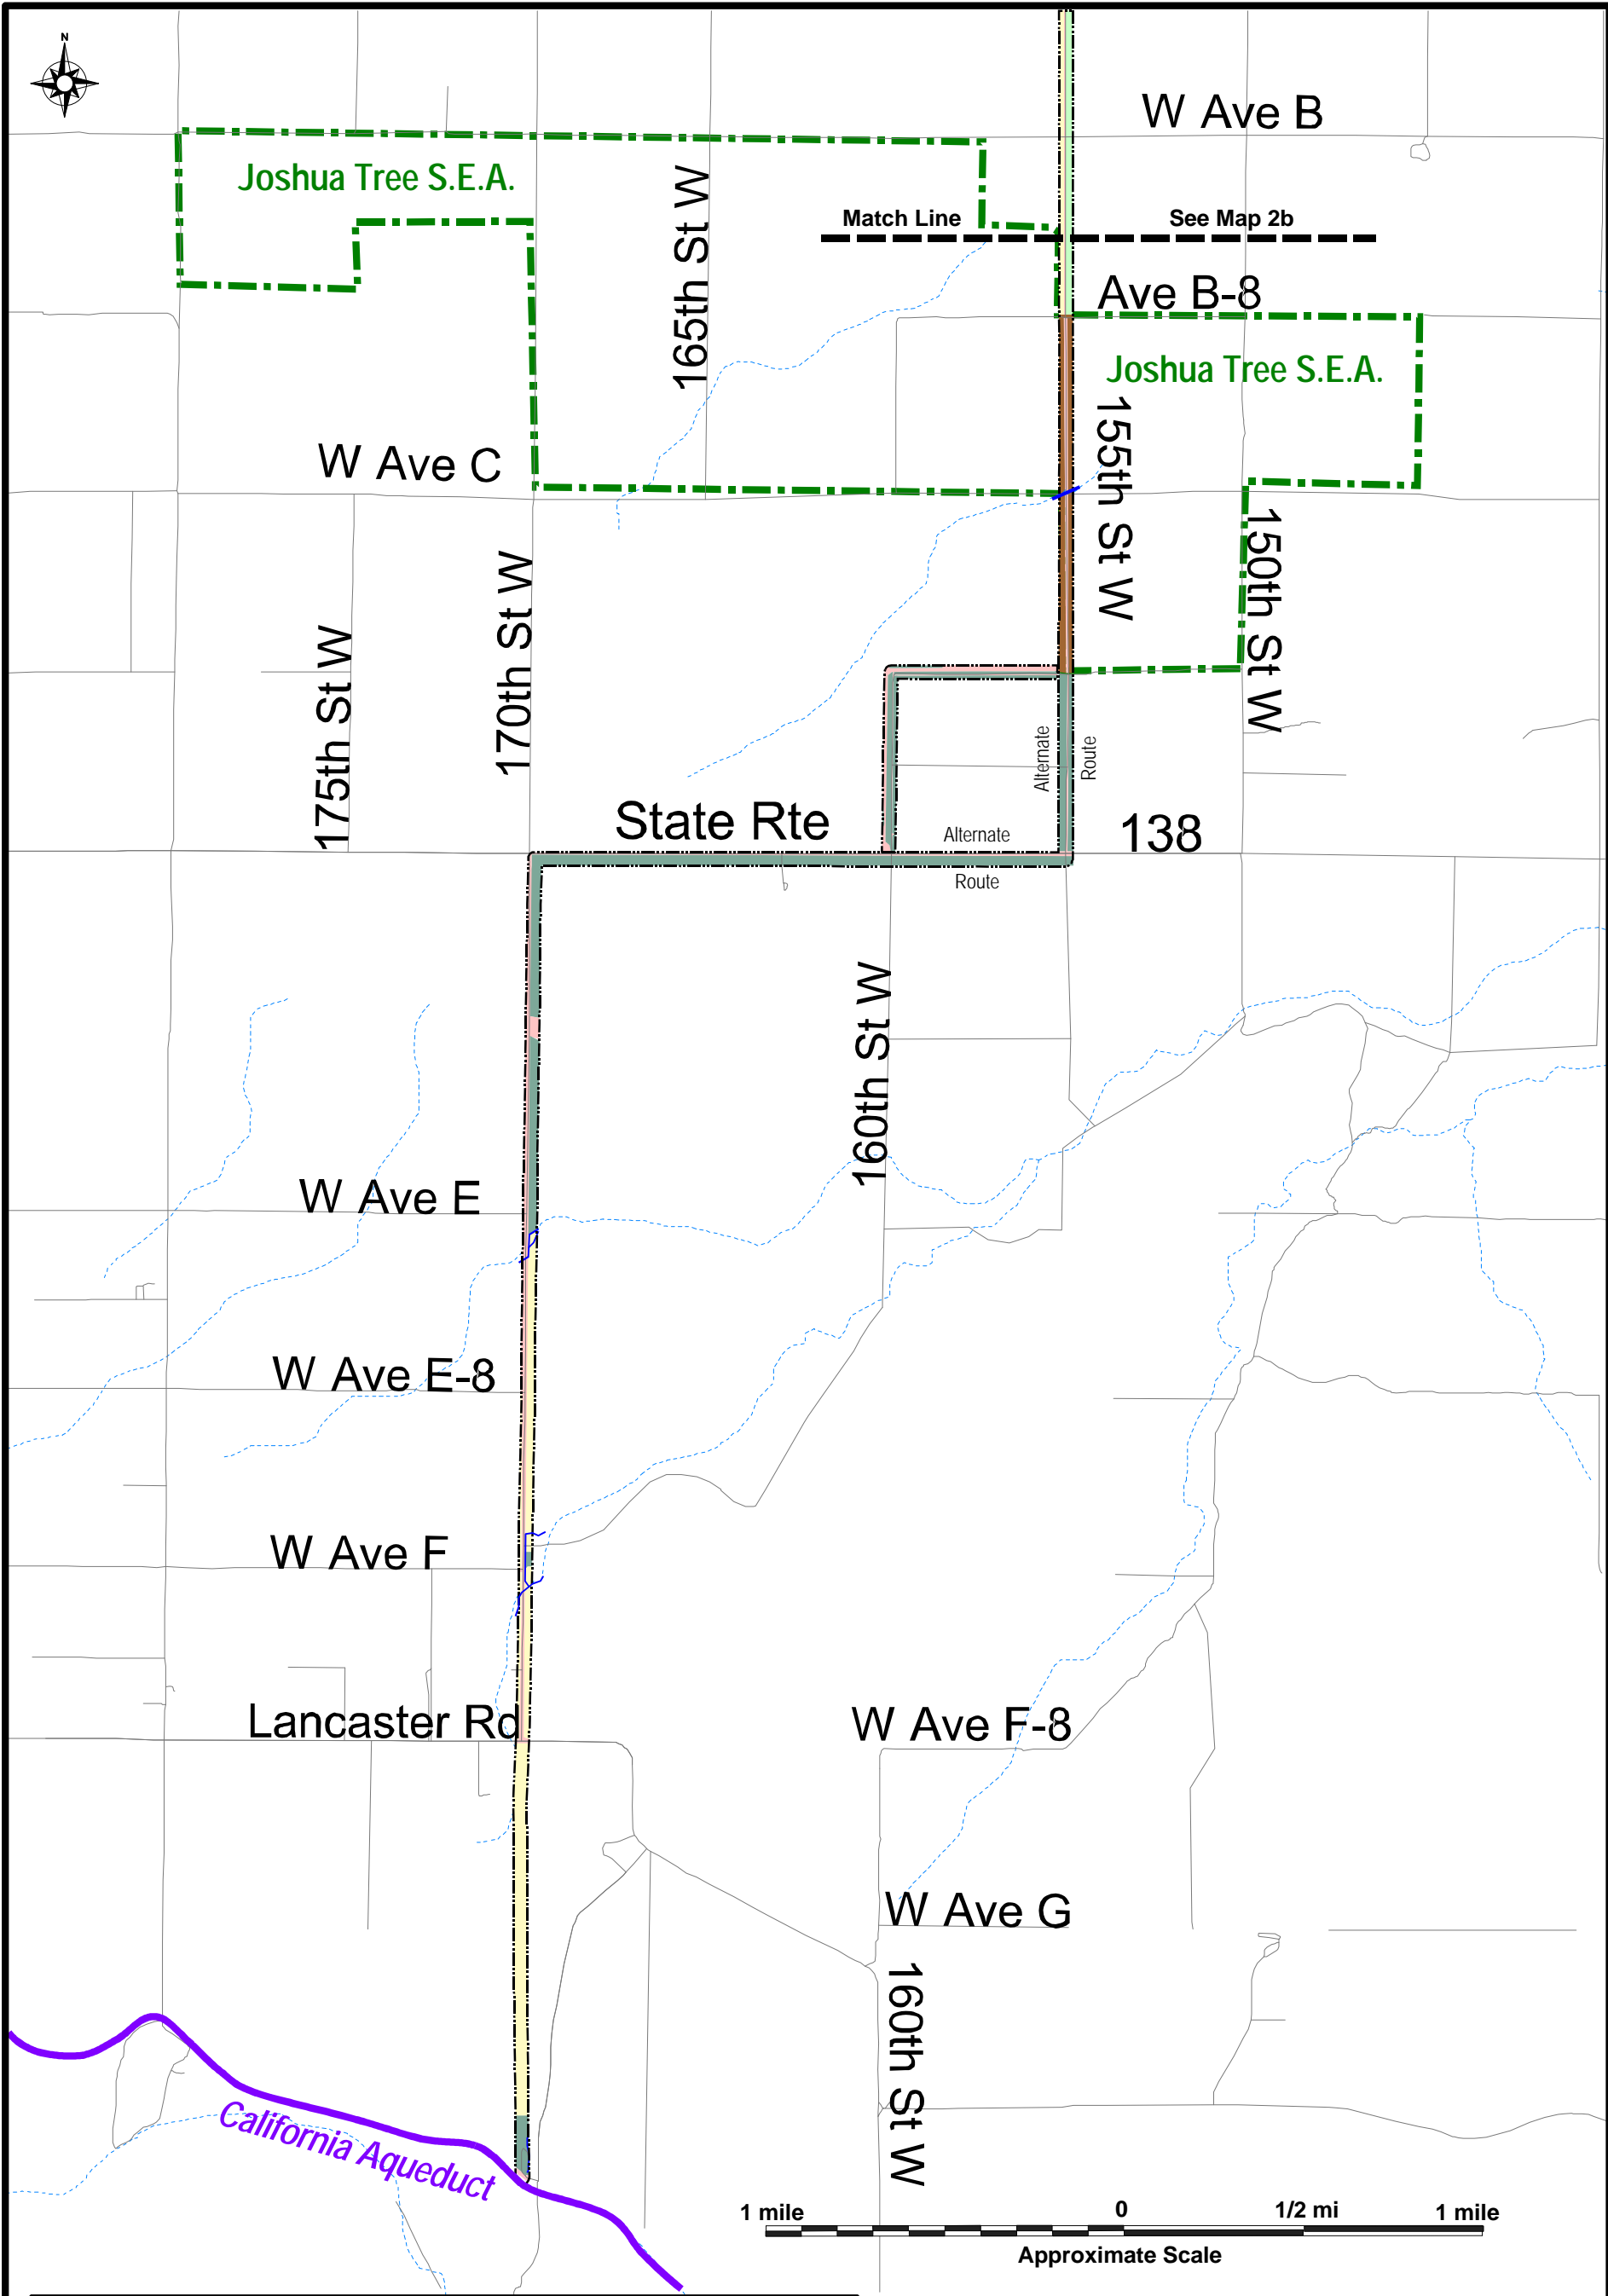 N
W Ave B
Joshua Tree S.E.A.
165th St W
Match Line
See Map 2b
Ave B-8
Joshua Tree S.E.A.
155th St W
W Ave C
150th St W
170th St W
175th St W
Alternate
Route
State Rte
Alternate
138
Route
160th St W
W Ave E
W Ave E-8
W Ave F
Lancaster Rd
W Ave F-8
W Ave G
160th St W
California Aqueduct
1 mile
0
1/2 mi
1 mile
Approximate Scale